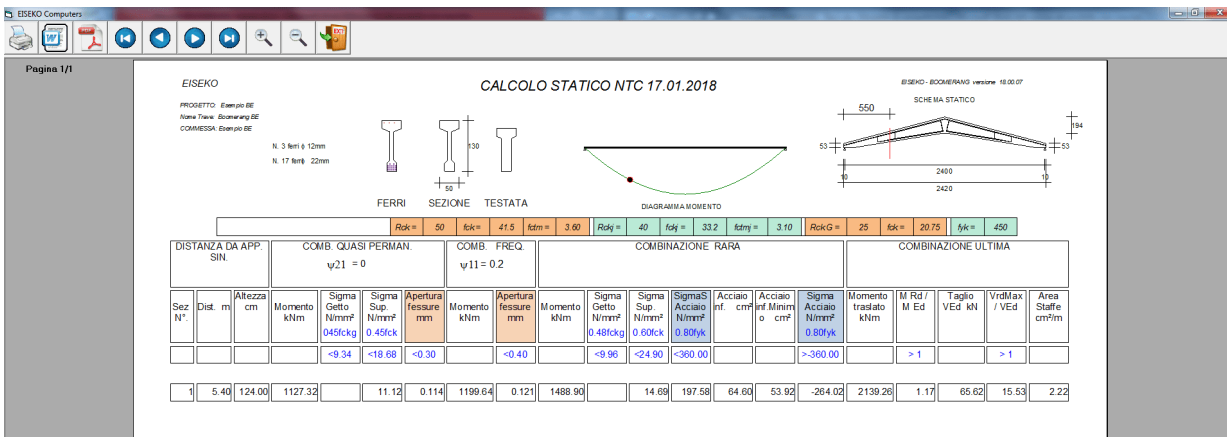 EISEKO Computers
Pagina 1/1
EISEKO
CALCOLO STATICO NTC 17.01.2018
EISEKO - BOOMERANG versione 18.00.07
PROGETTO: Esempio BE
Nome Trave: Boomerang BE
COMMESSA: Esempio BE
N. 3 ferri ϕ 12mm
N. 17 ferri ϕ 22mm
130
50
FERRI SEZIONE TESTATA
DIAGRAMMA MOMENTO
SCHEMA STATICO
550
194
53
53
2400
10
10
2420
Rck = 50 fck = 41.5 fctm = 3.60 Rckj = 40 fckj = 33.2 fctmj = 3.10 RckG = 25 fck = 20.75 fyk = 450
DISTANZA DA APP. SIN. COMB. QUASI PERMAN. COMB. FREQ. COMBINAZIONE RARA COMBINAZIONE ULTIMA
ψ21 = 0 ψ11 = 0.2
Sez N°. Dist. m Altezza cm Momento kNm Sigma Getto N/mm² 045fckg Sigma Sup. N/mm² 0.45fck Apertura fessure mm Momento kNm Apertura fessure mm Momento kNm Sigma Getto N/mm² 0.48fckg Sigma Sup. N/mm² 0.60fck SigmaS Acciaio N/mm² 0.80fyk Acciaio inf. cm² Acciaio inf.Minimo cm² Sigma Acciaio N/mm² 0.80fyk Momento traslato kNm M Rd / M Ed Taglio VEd kN VrdMax / VEd Area Staffe cm²/m
<9.34 <18.68 <0.30 <0.40 <9.96 <24.90 <360.00 >-360.00 > 1 > 1
1 5.40 124.00 1127.32 11.12 0.114 1199.64 0.121 1488.90 14.69 197.58 64.60 53.92 -264.02 2139.26 1.17 65.62 15.53 2.22